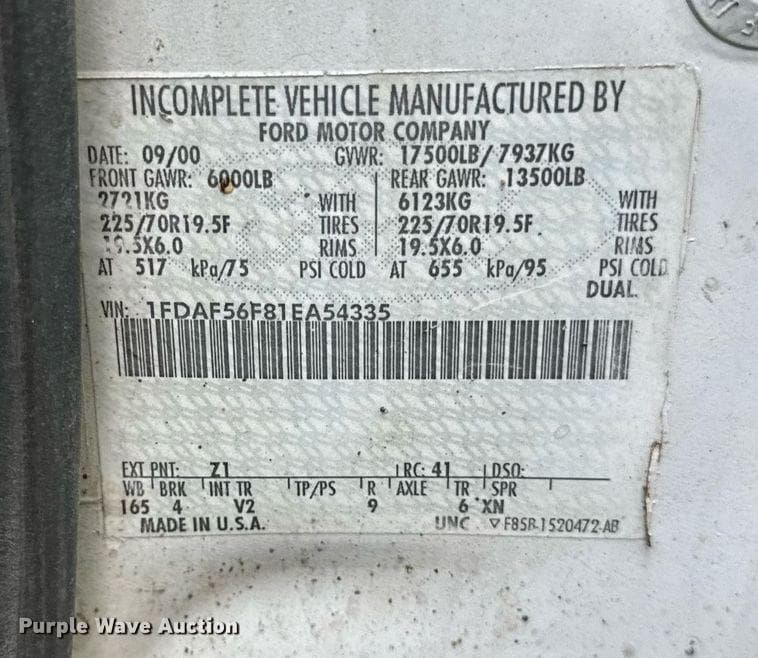 INCOMPLETE VEHICLE MANUFACTURED BY
FORD MOTOR COMPANY
DATE: 09/00 GVWR: 17500LB/ 7937KG
FRONT GAWR: 6000LB REAR GAWR: 13500LB
2721KG WITH 6123KG WITH
225/70R19.5F TIRES 225/70R19.5F TIRES
19.5X6.0 RIMS 19.5X6.0 RIMS
AT 517 kPa/75 PSI COLD AT 655 kPa/95 PSI COLD
DUAL
VIN: 1FDAF56F81EA54335
EXT PNT: Z1 RC: 41 DSO:
WB BRK INT TR TP/PS R AXLE TR SPR
165 4 V2 9 6 XN
MADE IN U.S.A. UNC F85B-1520472-AB
Purple Wave Auction